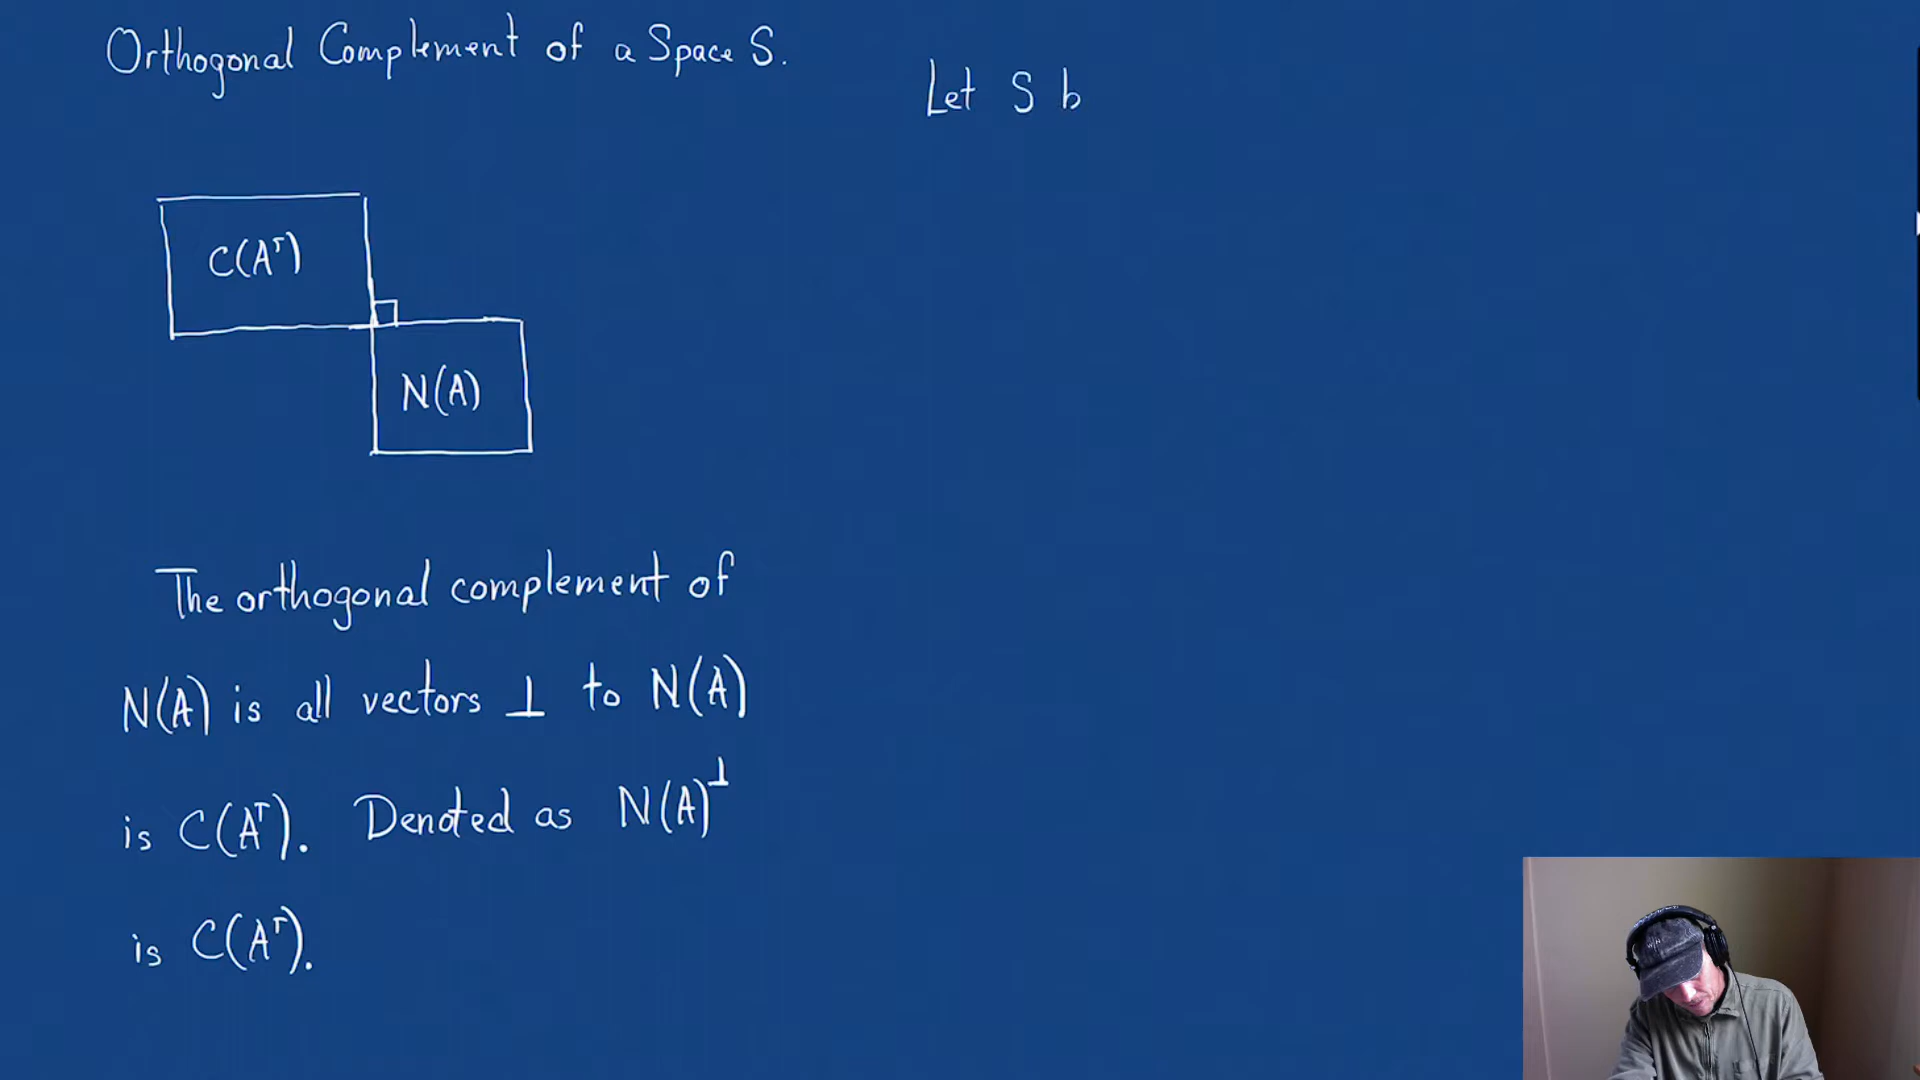 Orthogonal Complement of a Space S.
Let S b
C(Aᵀ)
N(A)
The orthogonal complement of
N(A) is all vectors ⊥ to N(A)
is C(Aᵀ). Denoted as N(A)^⊥
is C(Aᵀ).